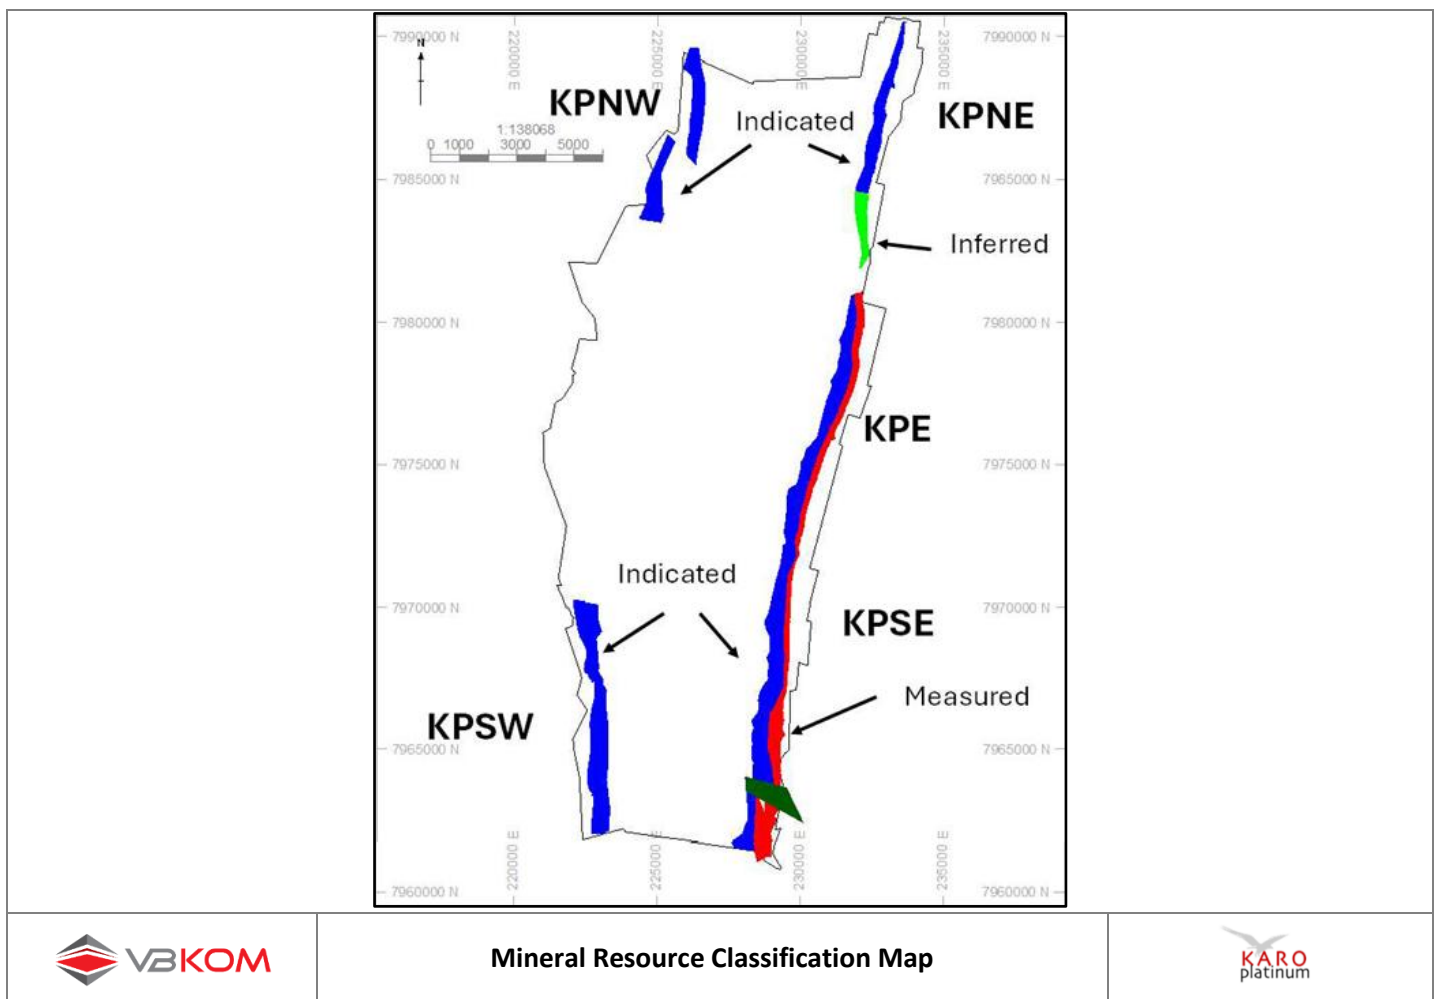 7990000 N
N
220000 E
225000 E
230000 E
235000 E
7990000 N
KPNW
Indicated
KPNE
1:138068
0 1000 3000 5000
7985000 N
7965000 N
Inferred
7980000 N
7980000 N
KPE
7975000 N
7975000 N
Indicated
7970000 N
7970000 N
KPSE
Measured
KPSW
7965000 N
7965000 N
220000 E
225000 E
230000 E
235000 E
7960000 N
7960000 N
VBKOM
Mineral Resource Classification Map
KARO
platinum